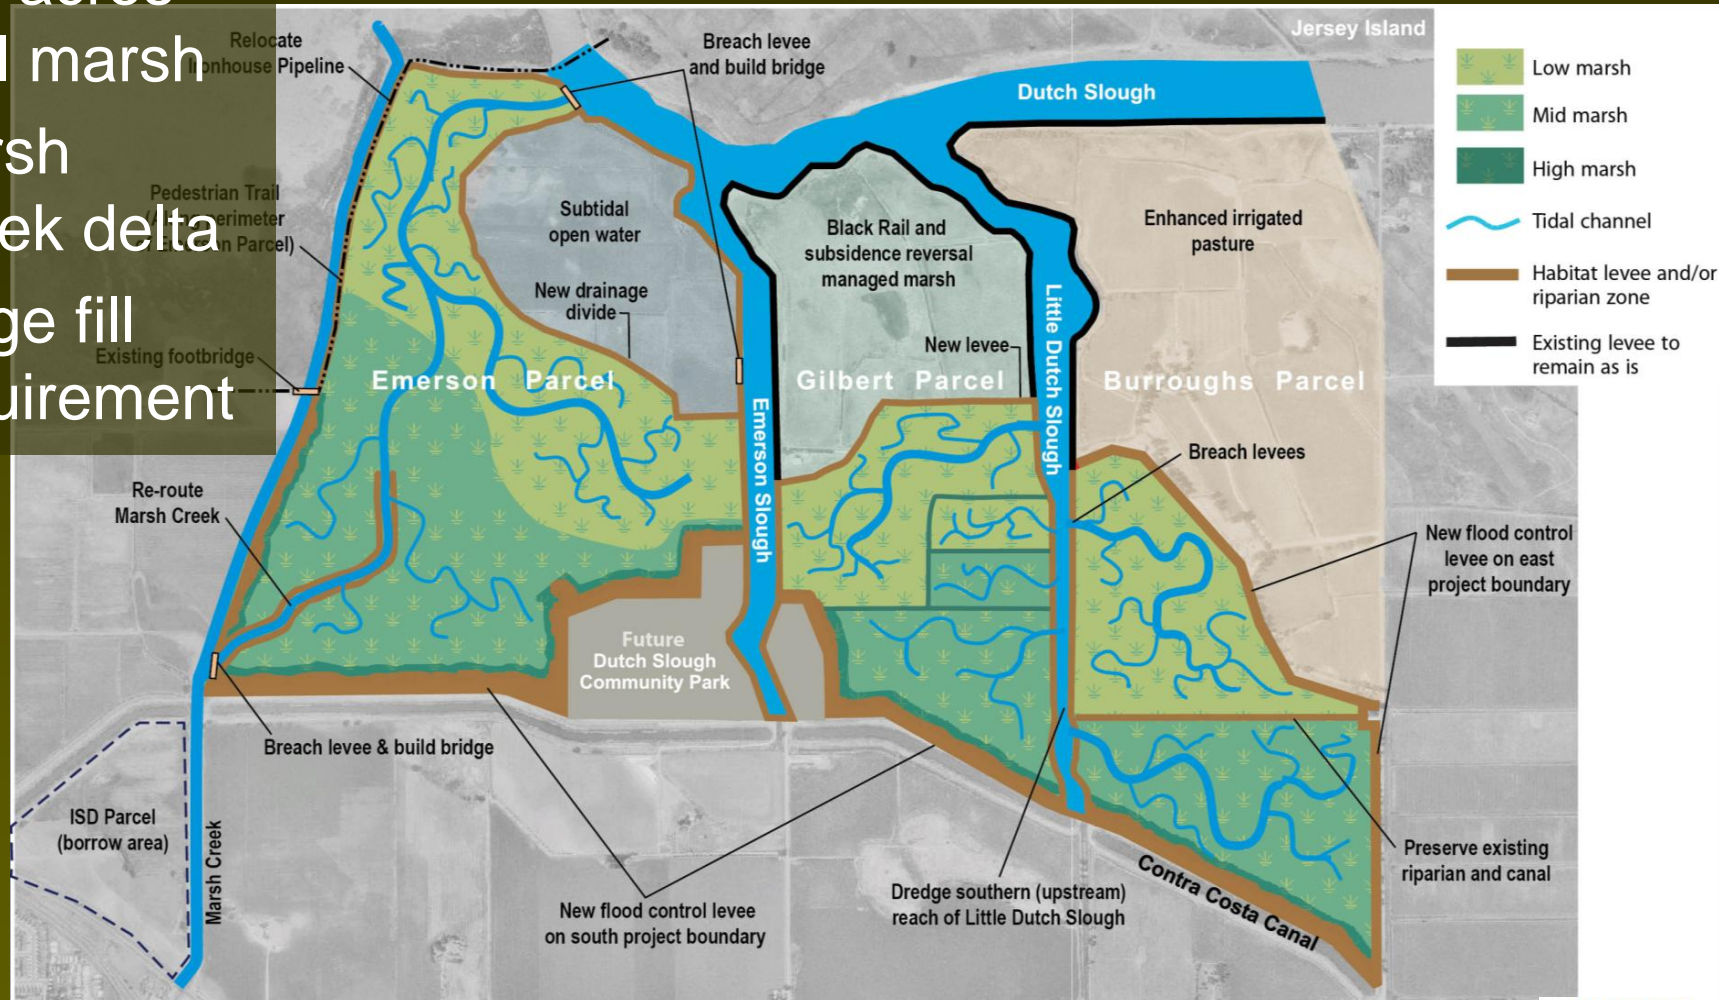 acres
marsh
ek delta
ge fill
Jersey Island
Relocate
Ironhouse Pipeline
Breach levee
and build bridge
Dutch Slough
Low marsh
Mid marsh
High marsh
Tidal channel
Habitat levee and/or
riparian zone
Existing levee to
remain as is
Pedestrian Trail
perimeter
Parcel)
Existing footbridge
Subtidal
open water
New drainage
divide
Black Rail and
subsidence reversal
managed marsh
New levee
Enhanced irrigated
pasture
Little Dutch Slough
Emerson Parcel
Gilbert Parcel
Burroughs Parcel
Emerson Slough
Breach levees
Re-route
Marsh Creek
New flood control
levee on east
project boundary
Future
Dutch Slough
Community Park
Breach levee & build bridge
ISD Parcel
(borrow area)
Marsh Creek
New flood control levee
on south project boundary
Dredge southern (upstream)
reach of Little Dutch Slough
Contra Costa Canal
Preserve existing
riparian and canal